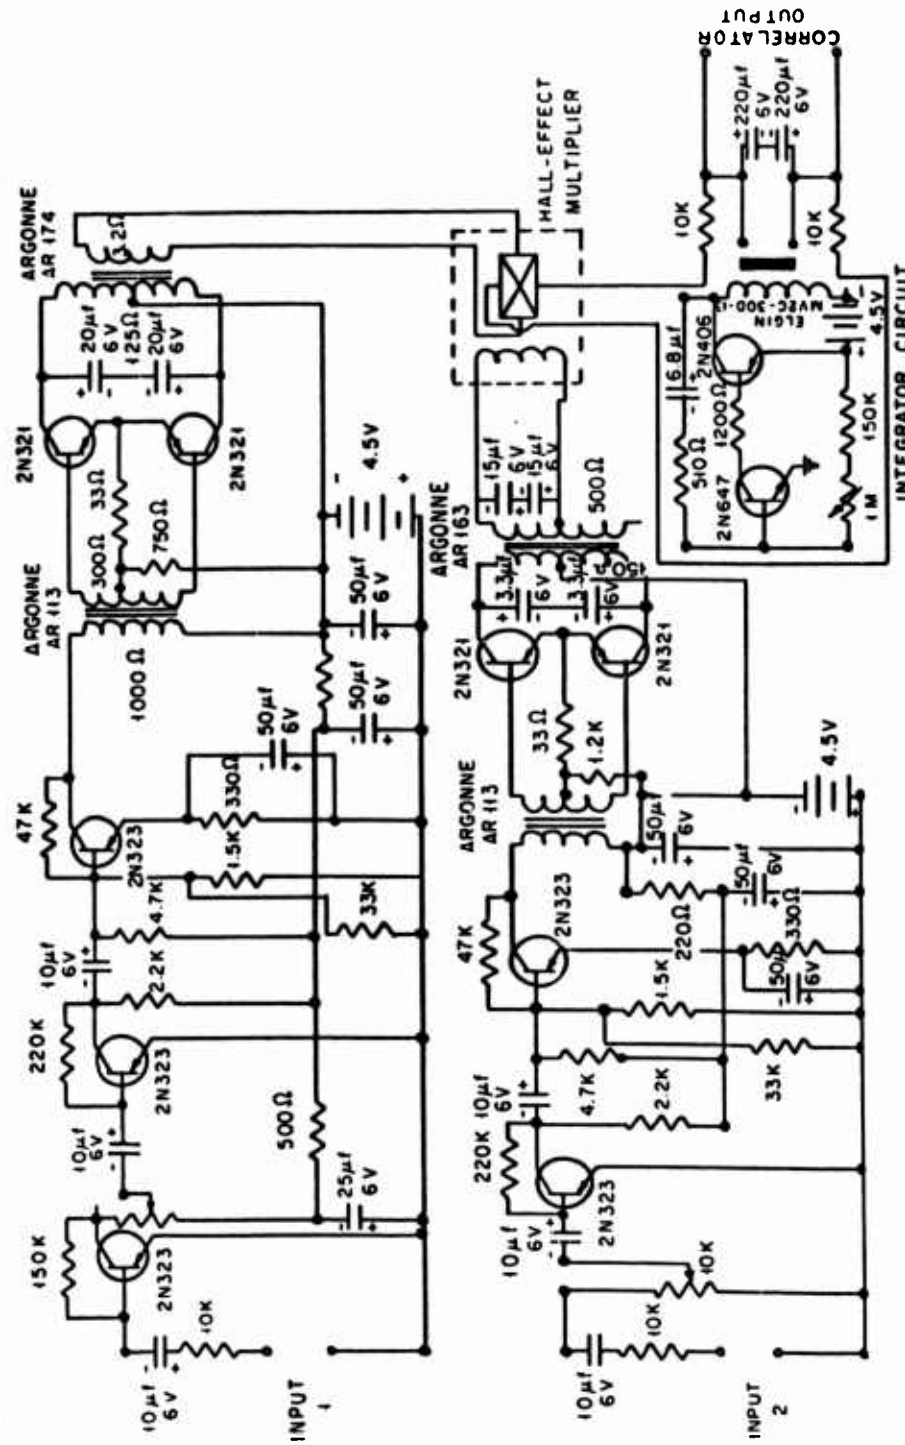 INPUT
1
10µf
6V
10K
150K
2N323
10µf
6V
25µf
6V
500Ω
220K
2N323
10µf
6V
2.2K
4.7K
47K
2N323
33K
1.5K
330Ω
50µf
6V
1000Ω
ARGONNE
AR 113
50µf
6V
50µf
6V
300Ω
33Ω
750Ω
4.5V
2N321
2N321
20µf
6V
125Ω
20µf
6V
ARGONNE
AR 174
3.2Ω
INPUT
2
10µf
6V
10K
10K
10µf
6V
2N323
220K
10µf
6V
4.7K
2.2K
33K
47K
2N323
1.5K
50µf
6V
330Ω
220Ω
50µf
6V
50µf
6V
ARGONNE
AR 113
33Ω
1.2K
4.5V
2N321
2N321
3.3µf
6V
3.3µf
6V
ARGONNE
AR 163
500Ω
15µf
6V
15µf
6V
HALL-EFFECT
MULTIPLIER
1M
150K
2N647
510Ω
1200Ω
2N406
6.8µf
ELGIN
4.5V
10K
10K
220µf
6V
220µf
6V
CORRELATOR
OUTPUT
INTEGRATOR CIRCUIT